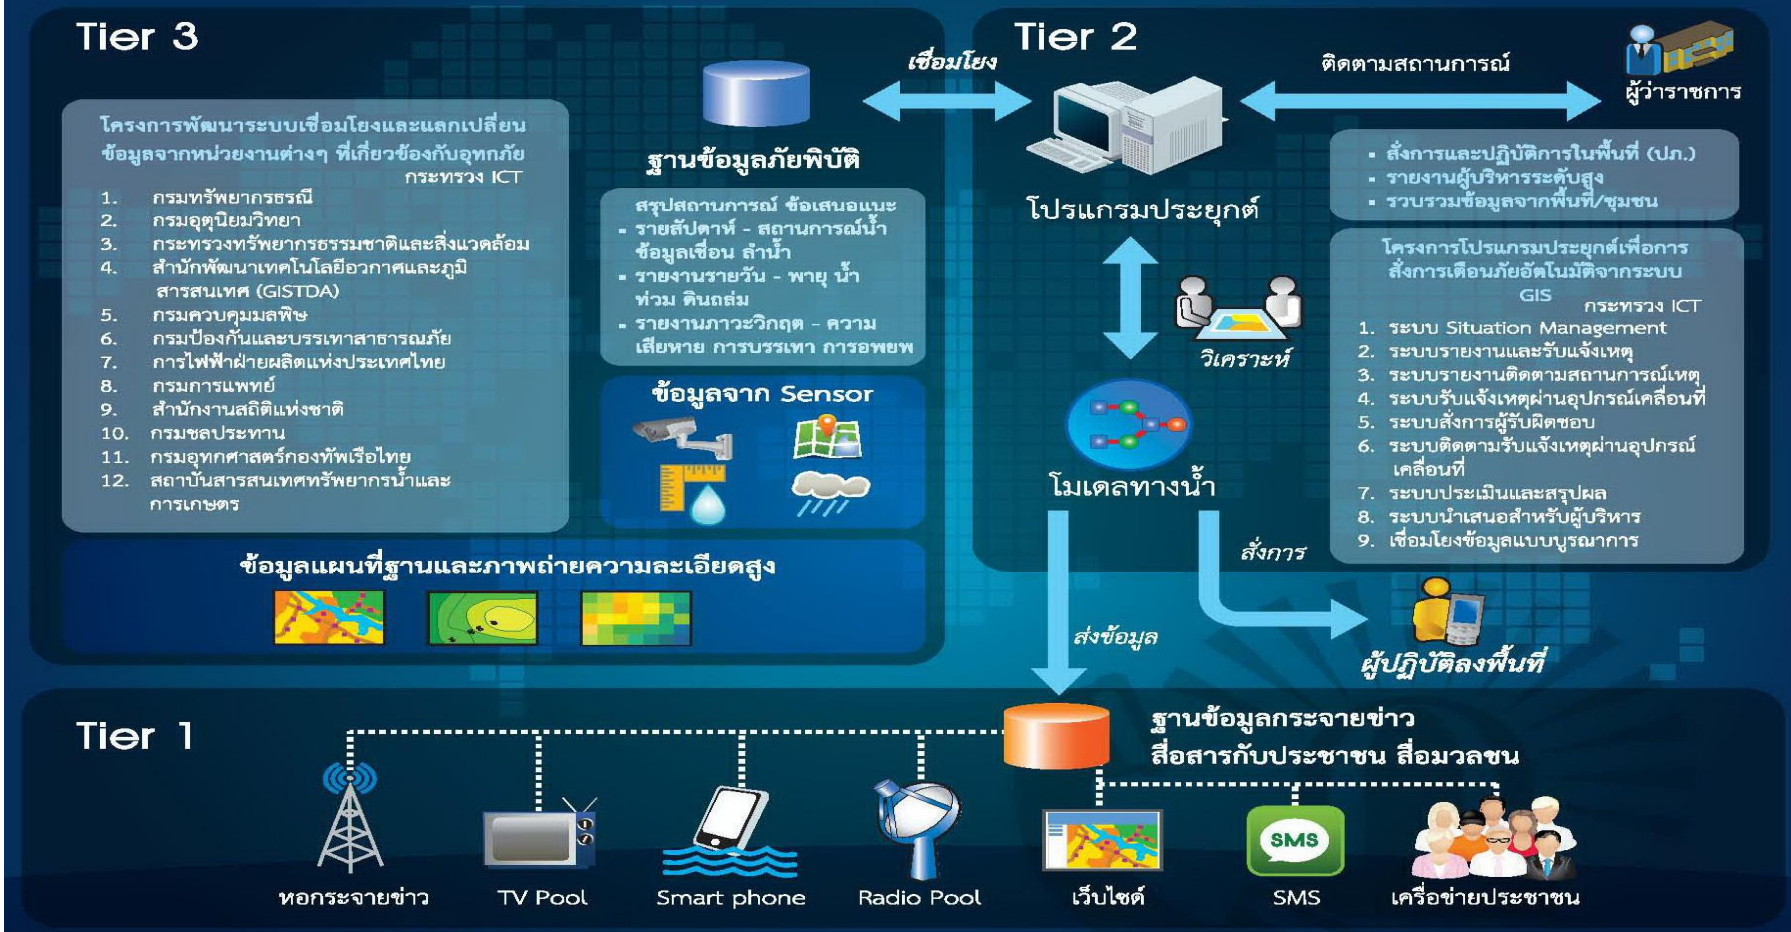 Tier 3
โครงการพัฒนาระบบเชื่อมโยงและแลกเปลี่ยน
ข้อมูลจากหน่วยงานต่างๆ ที่เกี่ยวข้องกับอุทกภัย
กระทรวง ICT
1. กรมทรัพยากรธรณี
2. กรมอุตุนิยมวิทยา
3. กระทรวงทรัพยากรธรรมชาติและสิ่งแวดล้อม
4. สำนักพัฒนาเทคโนโลยีอวกาศและภูมิ
สารสนเทศ (GISTDA)
5. กรมควบคุมมลพิษ
6. กรมป้องกันและบรรเทาสาธารณภัย
7. การไฟฟ้าฝ่ายผลิตแห่งประเทศไทย
8. กรมการแพทย์
9. สำนักงานสถิติแห่งชาติ
10. กรมชลประทาน
11. กรมอุทกศาสตร์กองทัพเรือไทย
12. สถาบันสารสนเทศทรัพยากรน้ำและ
การเกษตร
ฐานข้อมูลภัยพิบัติ
สรุปสถานการณ์ ข้อเสนอแนะ
- รายสัปดาห์ - สถานการณ์น้ำ
ข้อมูลเขื่อน ลำน้ำ
- รายงานรายวัน - พายุ น้ำ
ท่วม ดินถล่ม
- รายงานภาวะวิกฤต - ความ
เสียหาย การบรรเทา การอพยพ
ข้อมูลจาก Sensor
ข้อมูลแผนที่ฐานและภาพถ่ายความละเอียดสูง
เชื่อมโยง
Tier 2
ติดตามสถานการณ์
ผู้ว่าราชการ
โปรแกรมประยุกต์
- สั่งการและปฏิบัติการในพื้นที่ (ปภ.)
- รายงานผู้บริหารระดับสูง
- รวบรวมข้อมูลจากพื้นที่/ชุมชน
วิเคราะห์
โมเดลทางน้ำ
โครงการโปรแกรมประยุกต์เพื่อการ
สั่งการเตือนภัยอัตโนมัติจากระบบ
GIS
กระทรวง ICT
1. ระบบ Situation Management
2. ระบบรายงานและรับแจ้งเหตุ
3. ระบบรายงานติดตามสถานการณ์เหตุ
4. ระบบรับแจ้งเหตุผ่านอุปกรณ์เคลื่อนที่
5. ระบบสั่งการผู้รับผิดชอบ
6. ระบบติดตามรับแจ้งเหตุผ่านอุปกรณ์
เคลื่อนที่
7. ระบบประเมินและสรุปผล
8. ระบบนำเสนอสำหรับผู้บริหาร
9. เชื่อมโยงข้อมูลแบบบูรณาการ
สั่งการ
ส่งข้อมูล
ผู้ปฏิบัติลงพื้นที่
Tier 1
ฐานข้อมูลกระจายข่าว
สื่อสารกับประชาชน สื่อมวลชน
SMS
หอกระจายข่าว
TV Pool
Smart phone
Radio Pool
เว็บไซต์
SMS
เครือข่ายประชาชน